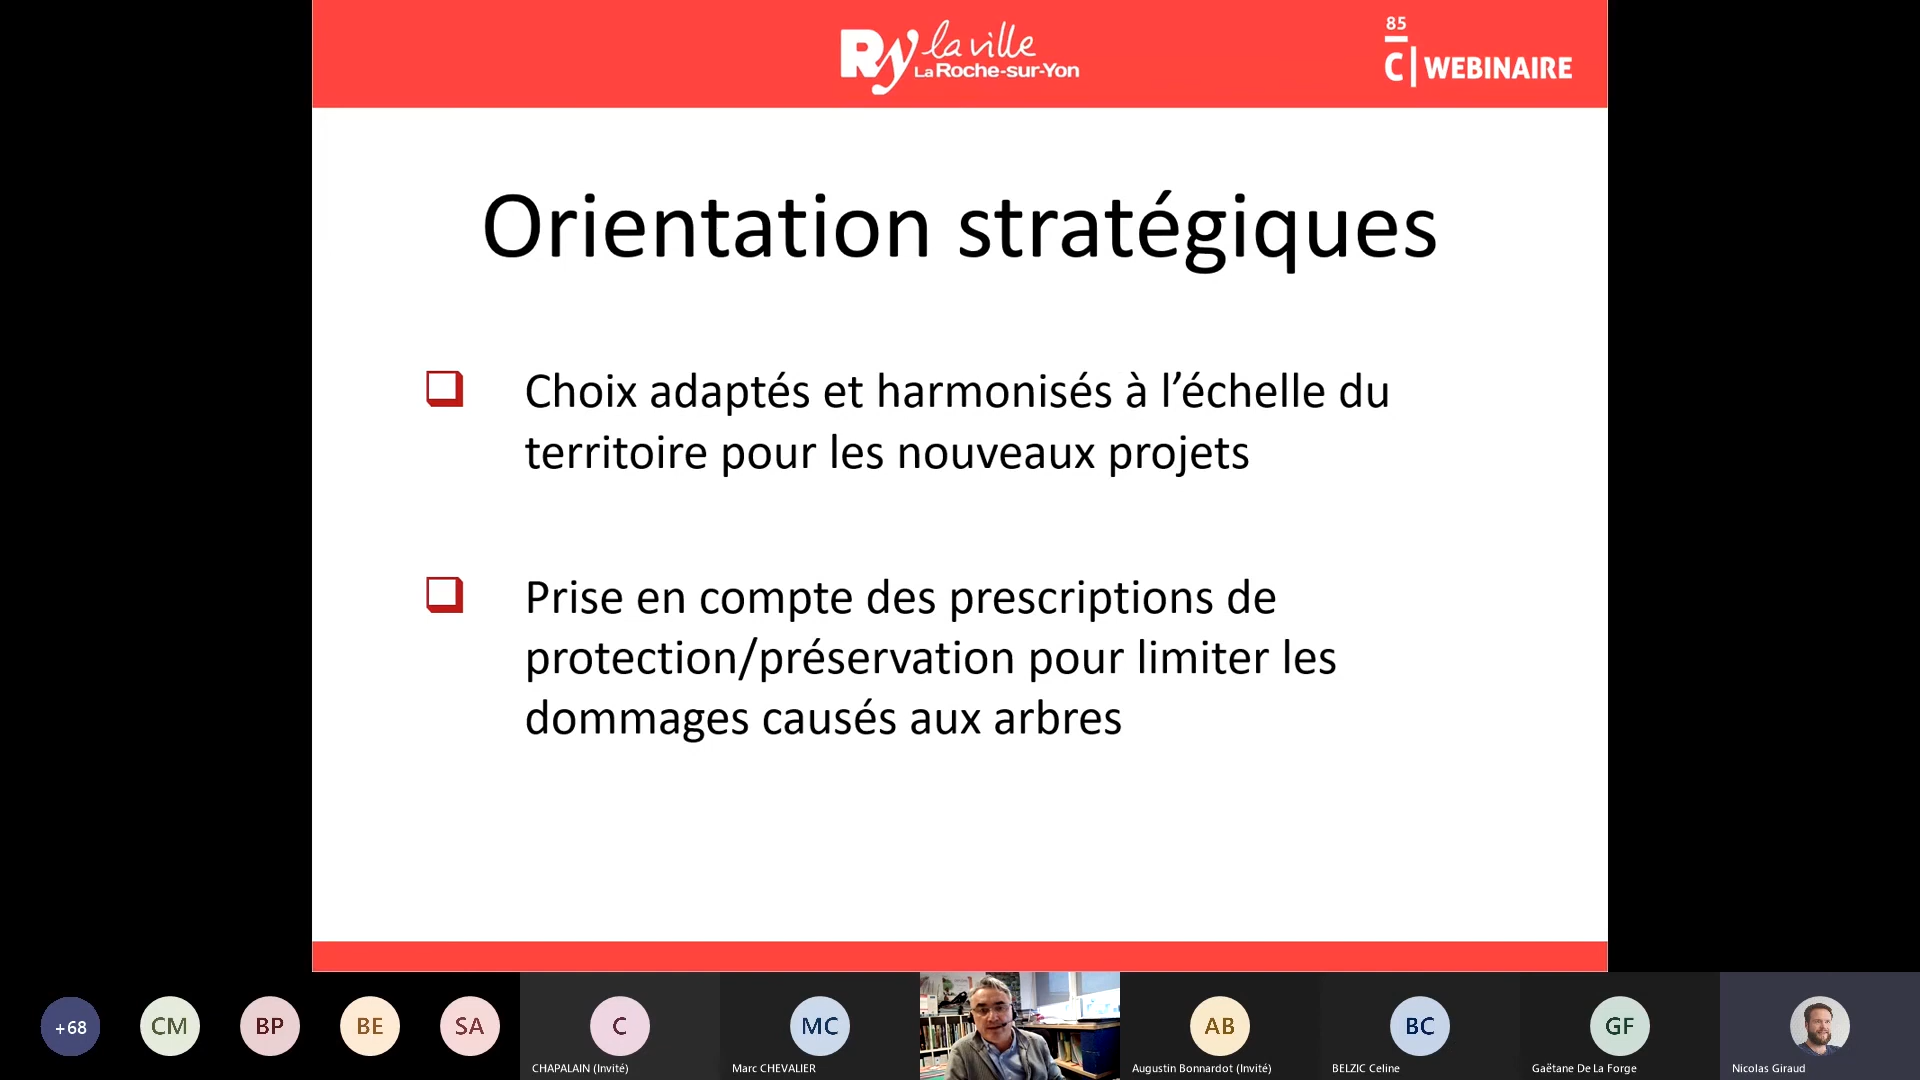 Ry la ville
La Roche-sur-Yon
85
C WEBINAIRE
Orientation stratégiques
Choix adaptés et harmonisés à l’échelle du
territoire pour les nouveaux projets
Prise en compte des prescriptions de
protection/préservation pour limiter les
dommages causés aux arbres
+68
CM
BP
BE
SA
C
MC
AB
BC
GF
CHAPALAIN (Invité)
Marc CHEVALIER
Augustin Bonnardot (Invité)
BELZIC Celine
Gaëtane De La Forge
Nicolas Giraud